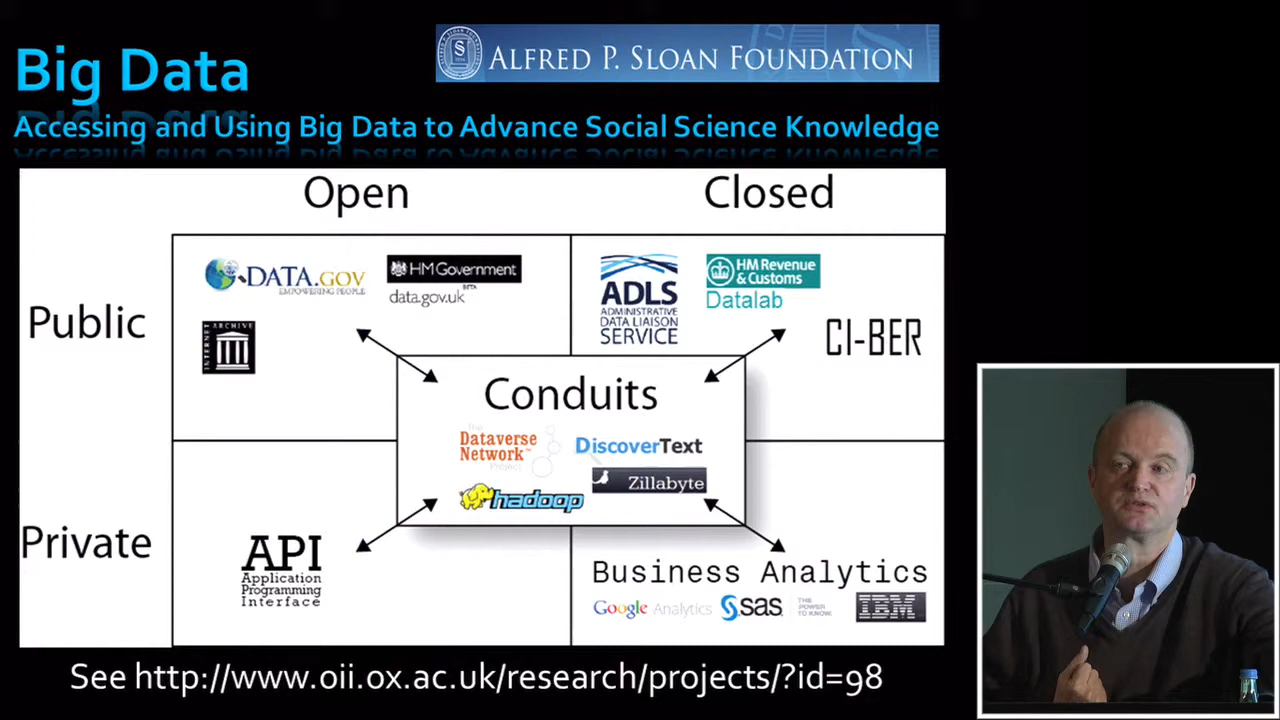 ALFRED P. SLOAN FOUNDATION
Big Data
Accessing and Using Big Data to Advance Social Science Knowledge
Open
Closed
Public
DATA.GOV
EMPOWERING PEOPLE
HM Government
data.gov.uk BETA
INTERNET ARCHIVE
ADLS
ADMINISTRATIVE
DATA LIAISON
SERVICE
HM Revenue
& Customs
Datalab
CI-BER
Conduits
The
Dataverse
Network™
Project
DiscoverText
Zillabyte
hadoop
Private
API
Application
Programming
Interface
Business Analytics
Google Analytics
sas
THE
POWER
TO KNOW.
IBM
See http://www.oii.ox.ac.uk/research/projects/?id=98